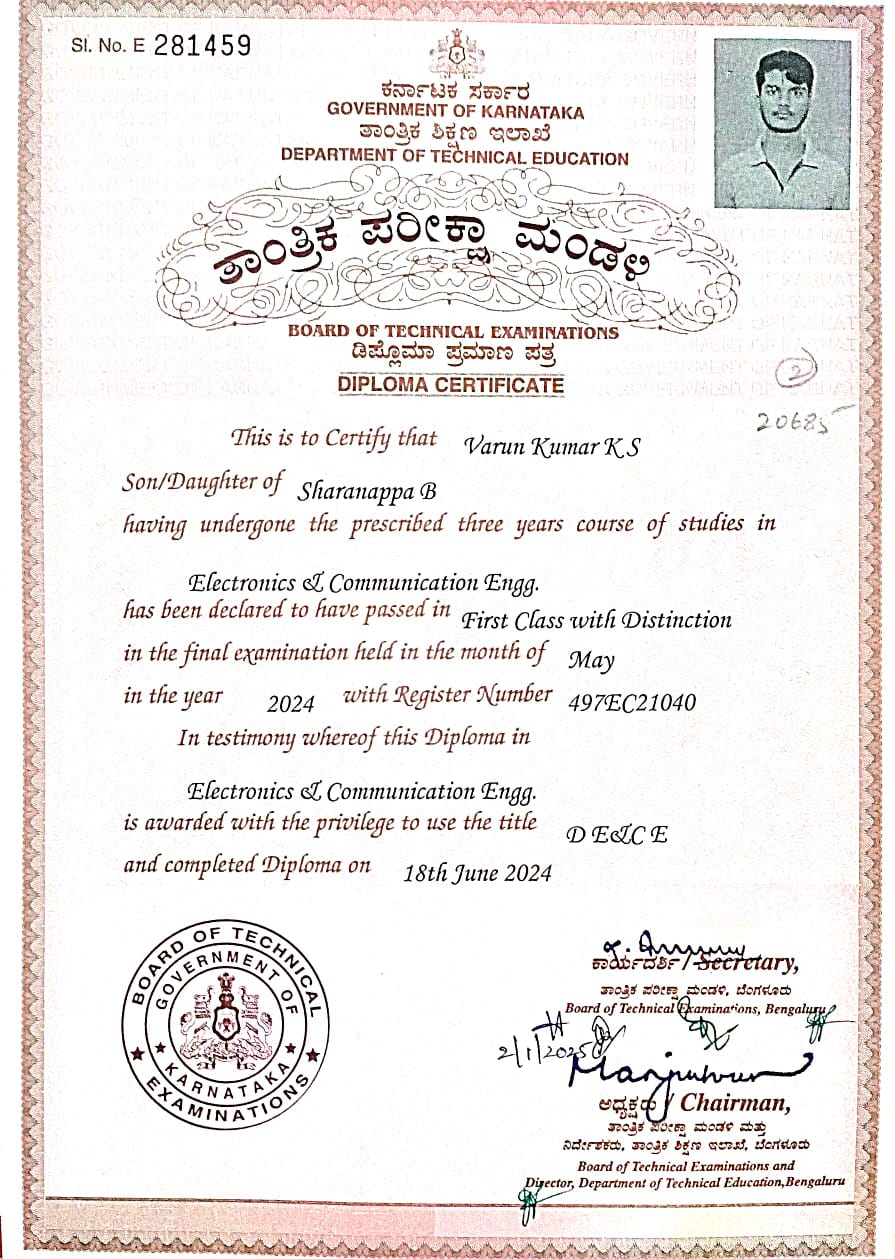 Sl. No. E 281459
ಕರ್ನಾಟಕ ಸರ್ಕಾರ
GOVERNMENT OF KARNATAKA
ತಾಂತ್ರಿಕ ಶಿಕ್ಷಣ ಇಲಾಖೆ
DEPARTMENT OF TECHNICAL EDUCATION
ತಾಂತ್ರಿಕ ಪರೀಕ್ಷಾ ಮಂಡಳಿ
BOARD OF TECHNICAL EXAMINATIONS
ಡಿಪ್ಲೊಮಾ ಪ್ರಮಾಣ ಪತ್ರ
DIPLOMA CERTIFICATE
2
20685
This is to Certify that Varun Kumar K S
Son/Daughter of Sharanappa B
having undergone the prescribed three years course of studies in
Electronics & Communication Engg.
has been declared to have passed in First Class with Distinction
in the final examination held in the month of May
in the year 2024 with Register Number 497EC21040
In testimony whereof this Diploma in
Electronics & Communication Engg.
is awarded with the privilege to use the title D E&C E
and completed Diploma on 18th June 2024
BOARD OF TECHNICAL EXAMINATIONS
GOVERNMENT OF KARNATAKA
ಕಾರ್ಯದರ್ಶಿ / Secretary,
ತಾಂತ್ರಿಕ ಪರೀಕ್ಷಾ ಮಂಡಳಿ, ಬೆಂಗಳೂರು
Board of Technical Examinations, Bengaluru
2/1/2025
ಅಧ್ಯಕ್ಷರು / Chairman,
ತಾಂತ್ರಿಕ ಪರೀಕ್ಷಾ ಮಂಡಳಿ ಮತ್ತು
ನಿರ್ದೇಶಕರು, ತಾಂತ್ರಿಕ ಶಿಕ್ಷಣ ಇಲಾಖೆ, ಬೆಂಗಳೂರು
Board of Technical Examinations and
Director, Department of Technical Education,Bengaluru